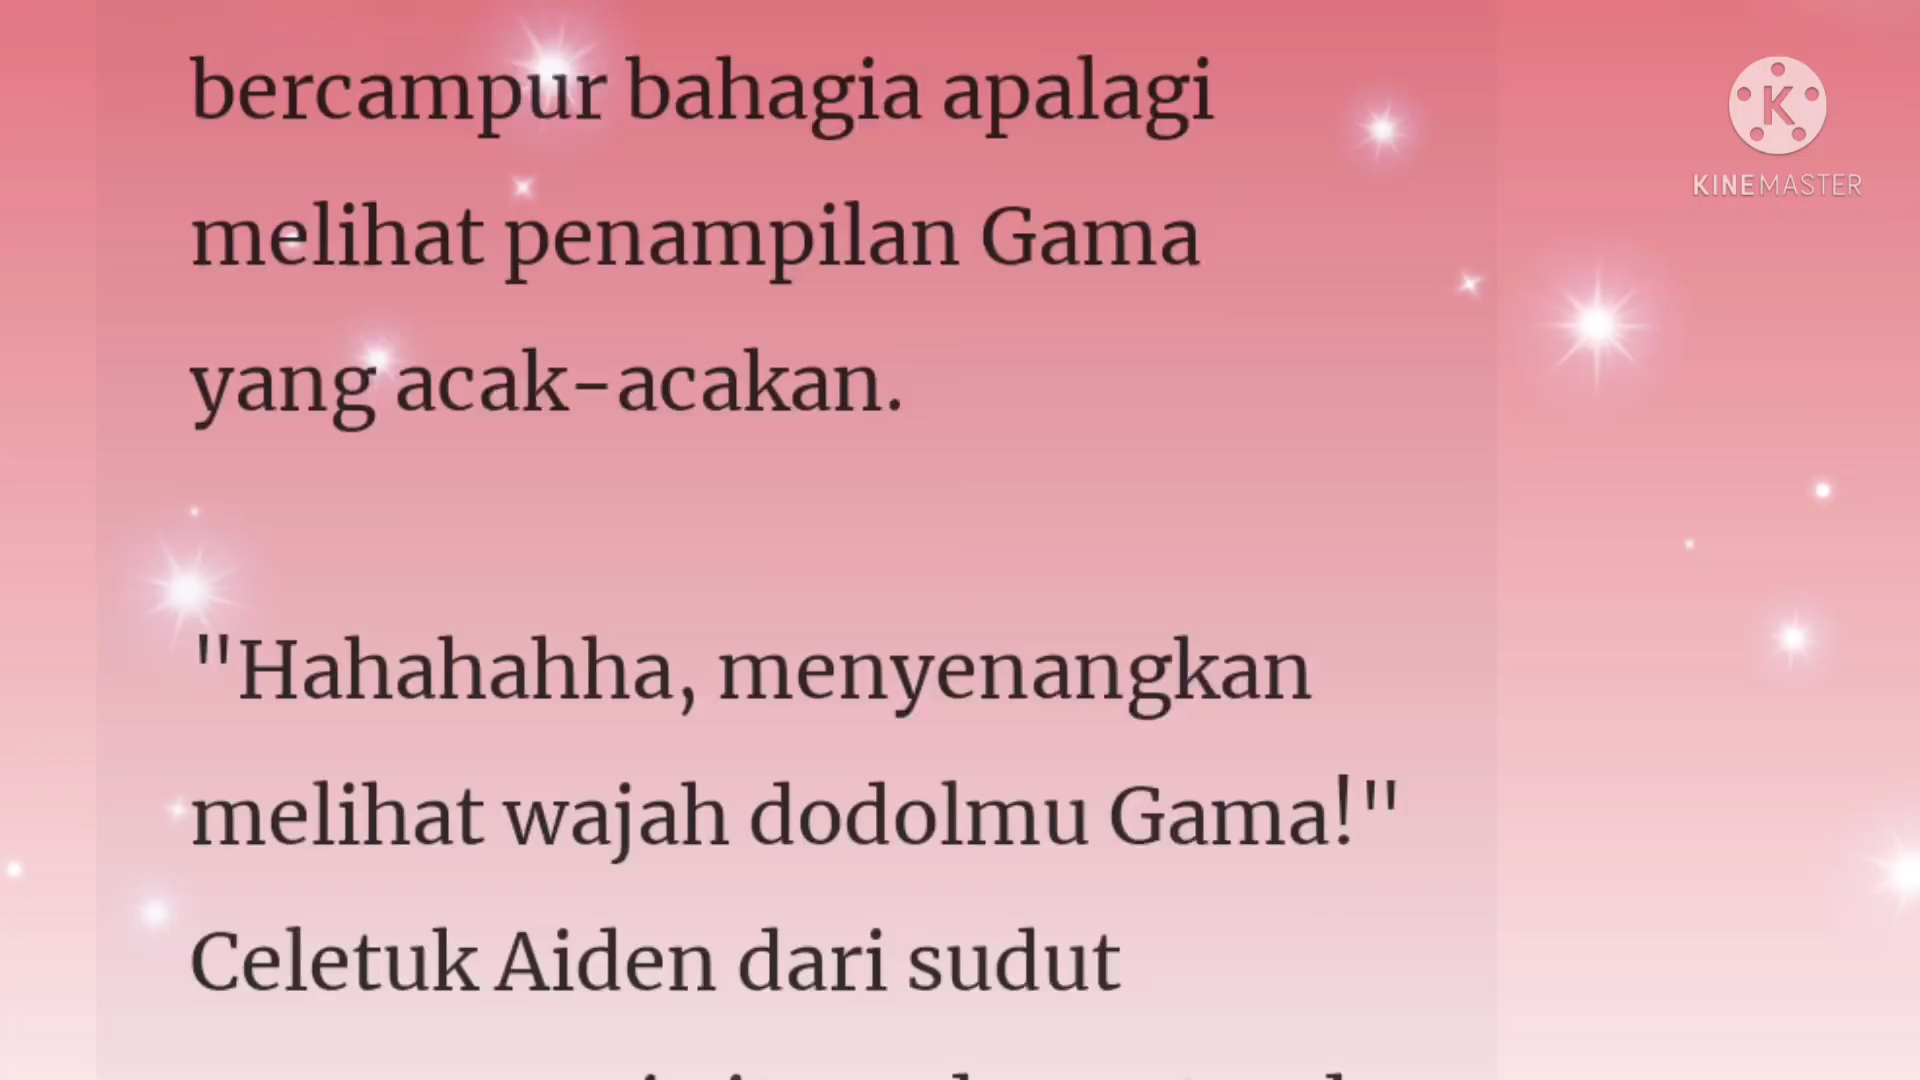 bercampur bahagia apalagi
melihat penampilan Gama
yang acak-acakan.
"Hahahahha, menyenangkan
melihat wajah dodolmu Gama!"
Celetuk Aiden dari sudut
K
KINEMASTER